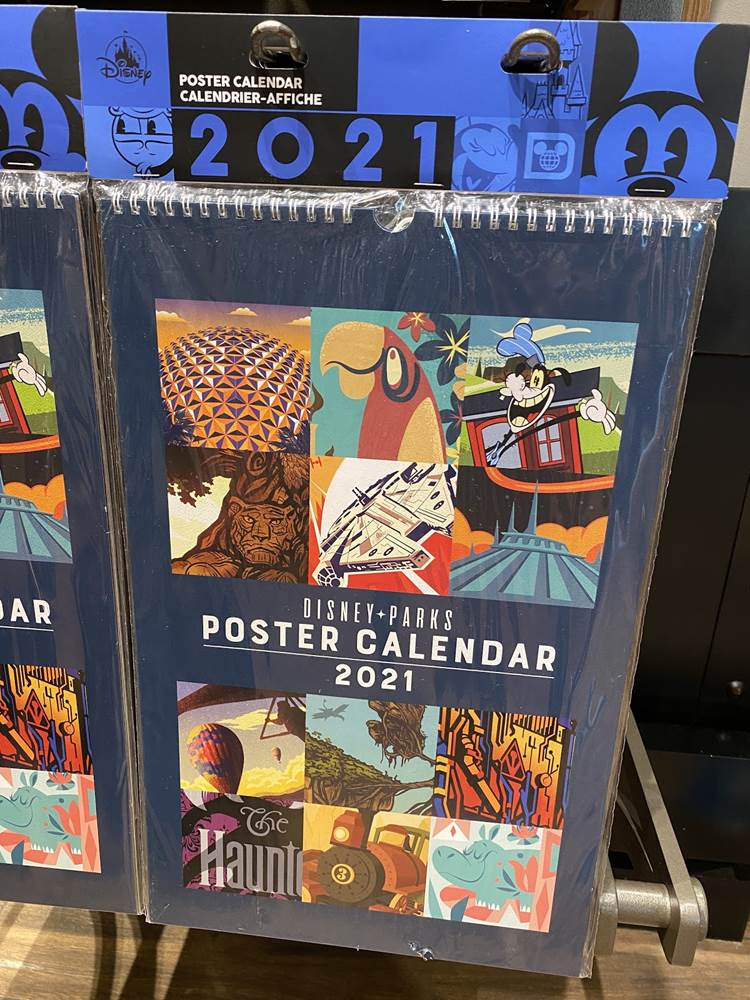 Disney
POSTER CALENDAR
CALENDRIER-AFFICHE
2021
D
DISNEY PARKS
POSTER CALENDAR
2021
The
Haunt
3
DAR